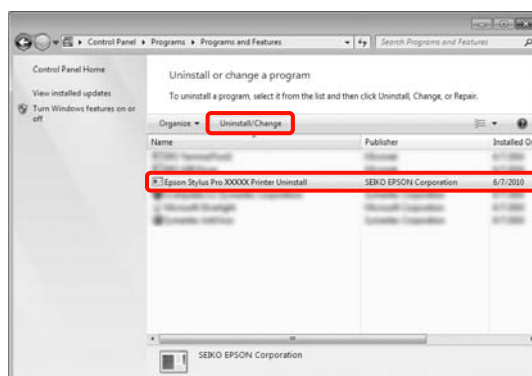 Control Panel ▸ Programs ▸ Programs and Features
Search Programs and Features
Control Panel Home
View installed updates
Turn Windows features on or
off
Uninstall or change a program
To uninstall a program, select it from the list and then click Uninstall, Change, or Repair.
Organize
Uninstall/Change
Name
Publisher
Installed O
Epson Stylus Pro XXXXX Printer Uninstall
SEIKO EPSON Corporation
6/7/2010
SEIKO EPSON Corporation